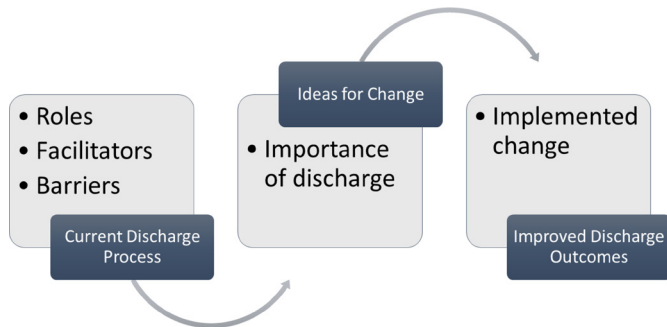 • Roles
• Facilitators
• Barriers
Current Discharge
Process
Ideas for Change
• Importance
of discharge
• Implemented
change
Improved Discharge
Outcomes